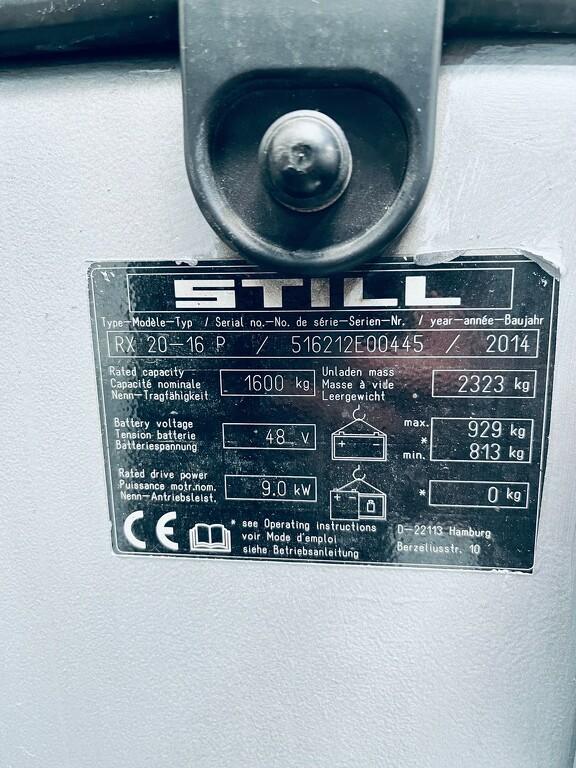 STILL
Type-Modèle-Typ / Serial no.-No. de série-Serien-Nr. / year-année-Baujahr
RX 20-16 P / 516212E00445 / 2014
Rated capacity
Capacité nominale
Nenn-Tragfähigkeit
1600 kg
Unladen mass
Masse à vide
Leergewicht
2323 kg
Battery voltage
Tension batterie
Batteriespannung
48 V
max. 929 kg
*
min. 813 kg
Rated drive power
Puissance motr.nom.
Nenn-Antriebsleist.
9.0 kW
* 0 kg
CE
* see Operating instructions
voir Mode d'emploi
siehe Betriebsanleitung
D-22113 Hamburg
Berzeliusstr. 10